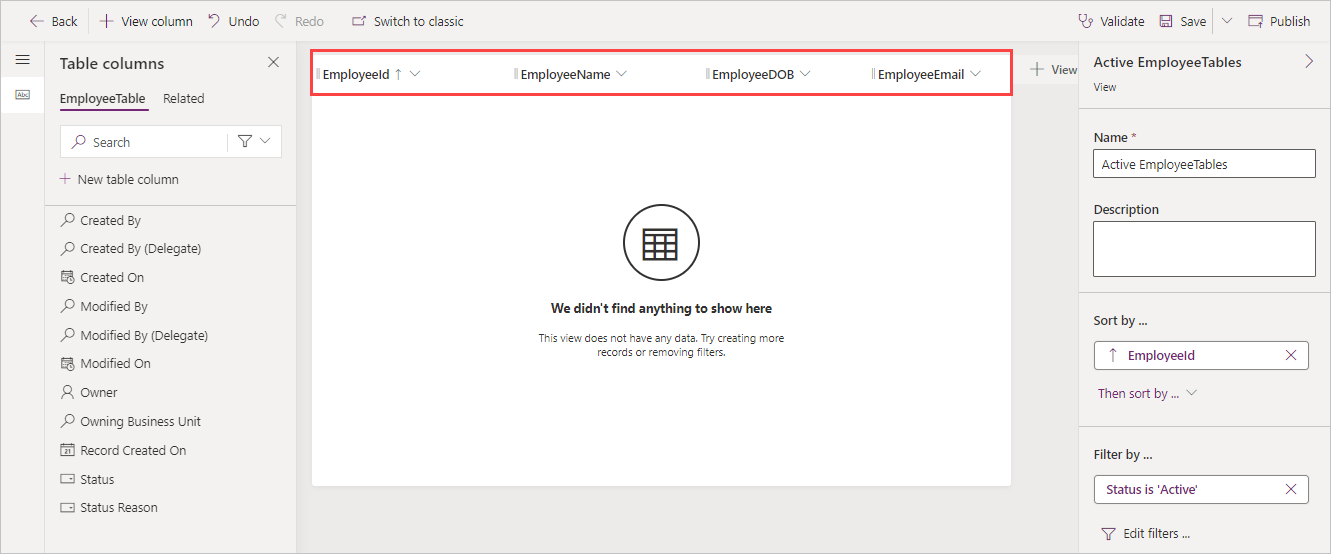 Back
View column
Undo
Redo
Switch to classic
Validate
Save
Publish
Abc
Table columns
EmployeeTable
Related
Search
New table column
Created By
Created By (Delegate)
Created On
Modified By
Modified By (Delegate)
Modified On
Owner
Owning Business Unit
Record Created On
Status
Status Reason
EmployeeId
EmployeeName
EmployeeDOB
EmployeeEmail
View
We didn't find anything to show here
This view does not have any data. Try creating more
records or removing filters.
Active EmployeeTables
View
Name *
Active EmployeeTables
Description
Sort by ...
EmployeeId
Then sort by ...
Filter by ...
Status is 'Active'
Edit filters ...